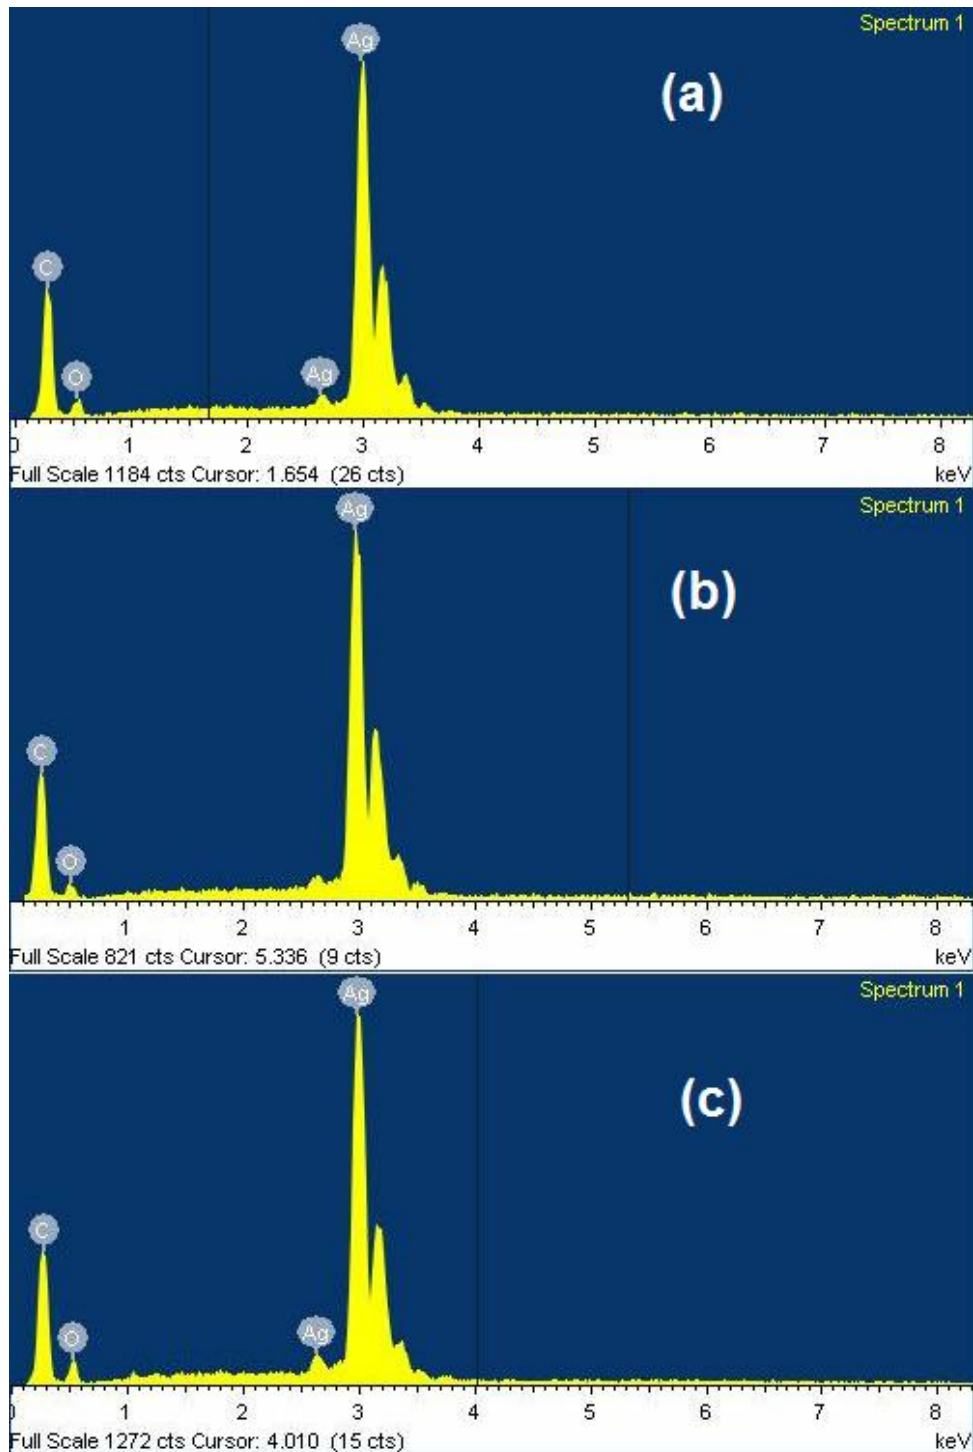 Spectrum 1
Ag
(a)
C
O
Ag
0 1 2 3 4 5 6 7 8
Full Scale 1184 cts Cursor: 1.654 (26 cts) keV
Spectrum 1
Ag
(b)
C
O
1 2 3 4 5 6 7 8
Full Scale 821 cts Cursor: 5.336 (9 cts) keV
Spectrum 1
Ag
(c)
C
O
Ag
0 1 2 3 4 5 6 7 8
Full Scale 1272 cts Cursor: 4.010 (15 cts) keV